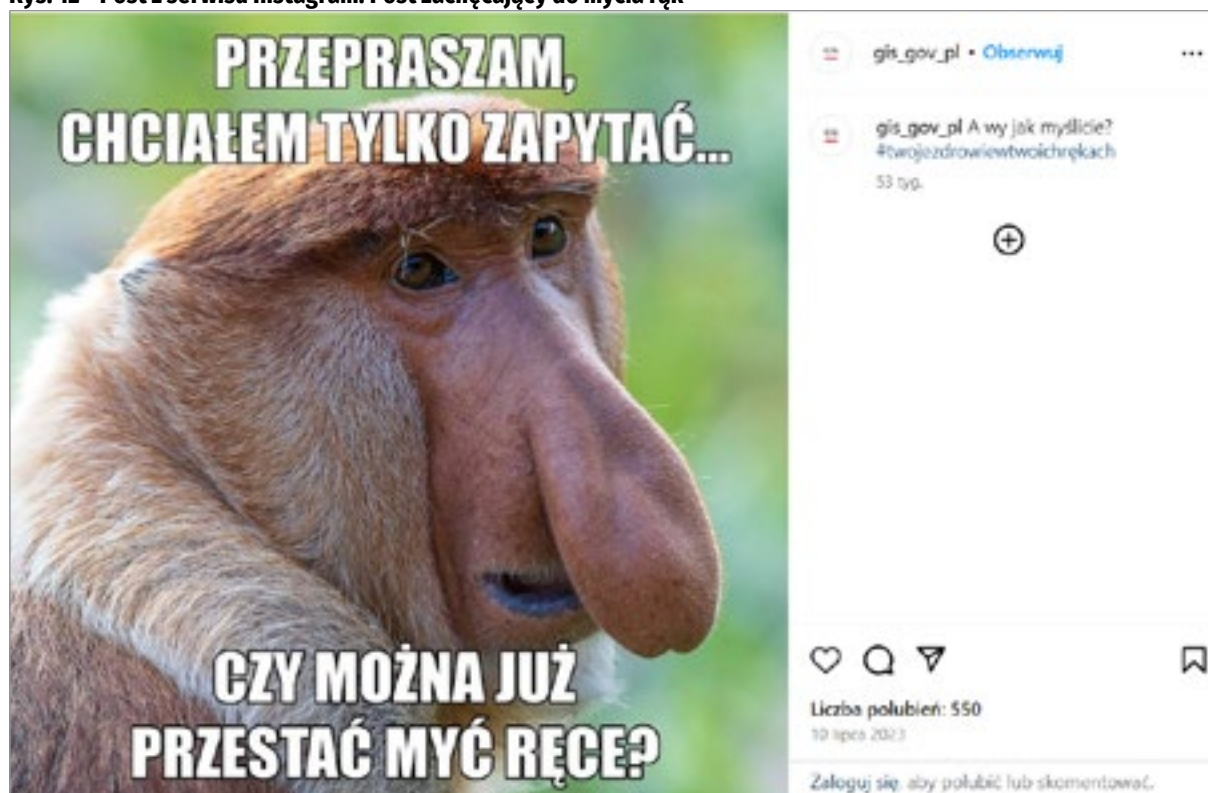 Rys. 12 – Post z serwisu Instagram. Post zachęcający do mycia rąk
PRZEPRASZAM,
CHCIAŁEM TYLKO ZAPYTAĆ...
CZY MOŻNA JUŻ
PRZESTAĆ MYĆ RĘCE?
gis_gov_pl • Obserwuj
gis_gov_pl A wy jak myślicie?
#twojezdrowiewtwoichrękach
53 tyg.
Liczba polubień: 550
10 lipca 2023
Zaloguj się, aby polubić lub skomentować.